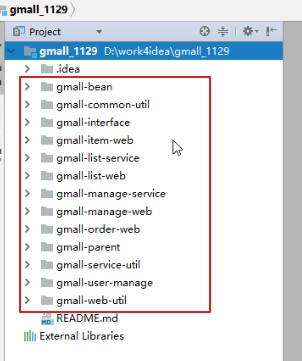 gmall_1129
Project
gmall_1129 D:\work4idea\gmall_1129
.idea
gmall-bean
gmall-common-util
gmall-interface
gmall-item-web
gmall-list-service
gmall-list-web
gmall-manage-service
gmall-manage-web
gmall-order-web
gmall-parent
gmall-service-util
gmall-user-manage
gmall-web-util
README.md
External Libraries